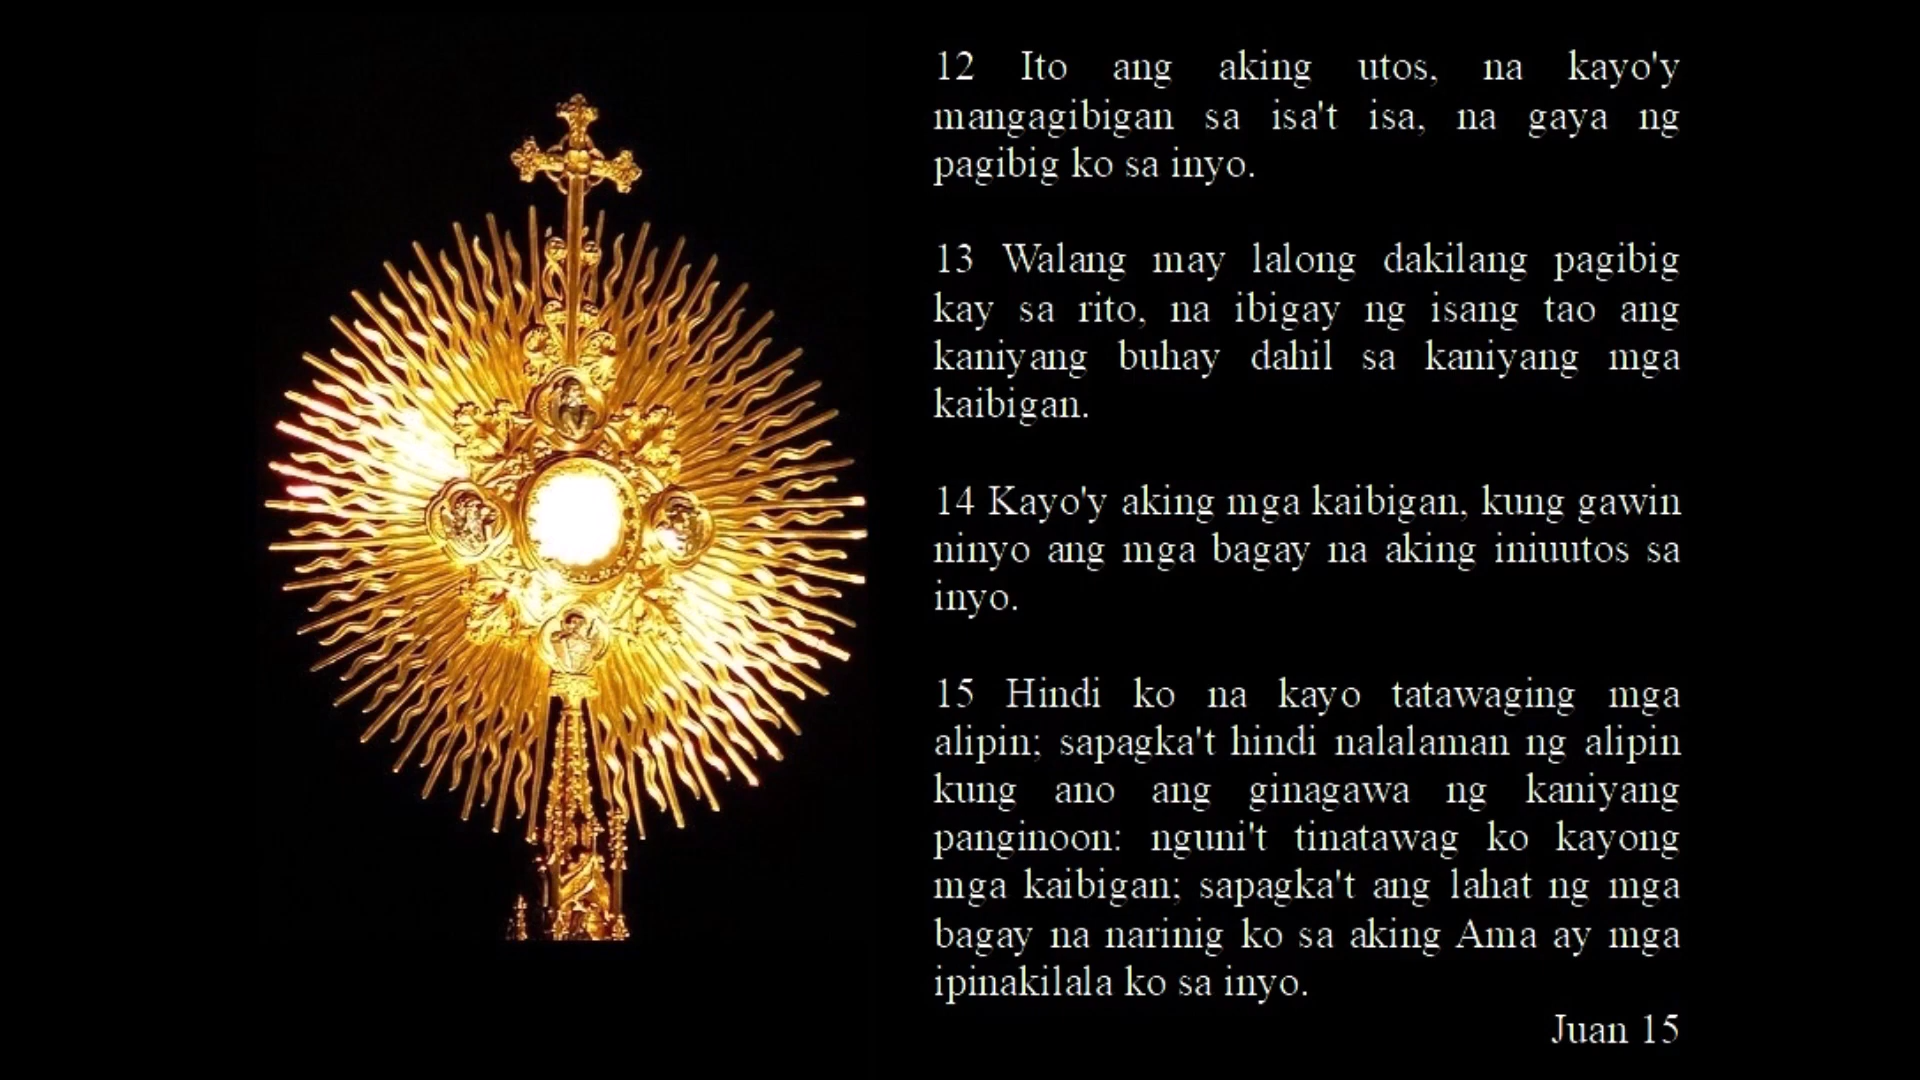 12 Ito ang aking utos, na kayo'y
mangagibigan sa isa't isa, na gaya ng
pagibig ko sa inyo.
13 Walang may lalong dakilang pagibig
kay sa rito, na ibigay ng isang tao ang
kaniyang buhay dahil sa kaniyang mga
kaibigan.
14 Kayo'y aking mga kaibigan, kung gawin
ninyo ang mga bagay na aking iniuutos sa
inyo.
15 Hindi ko na kayo tatawaging mga
alipin; sapagka't hindi nalalaman ng alipin
kung ano ang ginagawa ng kaniyang
panginoon: nguni't tinatawag ko kayong
mga kaibigan; sapagka't ang lahat ng mga
bagay na narinig ko sa aking Ama ay mga
ipinakilala ko sa inyo.
Juan 15